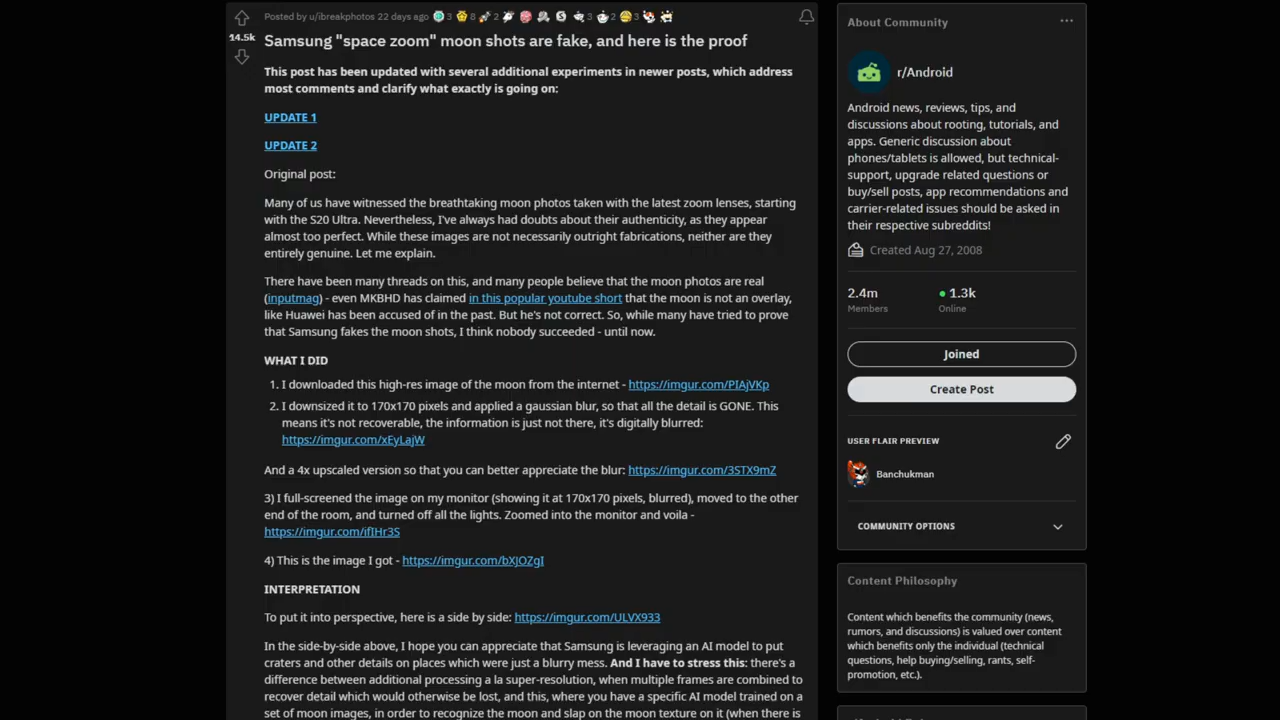 Posted by u/ibreakphotos 22 days ago 3 8 2 3 2 3
14.5k
Samsung "space zoom" moon shots are fake, and here is the proof
This post has been updated with several additional experiments in newer posts, which address
most comments and clarify what exactly is going on:
UPDATE 1
UPDATE 2
Original post:
Many of us have witnessed the breathtaking moon photos taken with the latest zoom lenses, starting
with the S20 Ultra. Nevertheless, I've always had doubts about their authenticity, as they appear
almost too perfect. While these images are not necessarily outright fabrications, neither are they
entirely genuine. Let me explain.
There have been many threads on this, and many people believe that the moon photos are real
(inputmag) - even MKBHD has claimed in this popular youtube short that the moon is not an overlay,
like Huawei has been accused of in the past. But he's not correct. So, while many have tried to prove
that Samsung fakes the moon shots, I think nobody succeeded - until now.
WHAT I DID
1. I downloaded this high-res image of the moon from the internet - https://imgur.com/PIAjVKp
2. I downsized it to 170x170 pixels and applied a gaussian blur, so that all the detail is GONE. This
means it's not recoverable, the information is just not there, it's digitally blurred:
https://imgur.com/xEyLajW
And a 4x upscaled version so that you can better appreciate the blur: https://imgur.com/3STX9mZ
3) I full-screened the image on my monitor (showing it at 170x170 pixels, blurred), moved to the other
end of the room, and turned off all the lights. Zoomed into the monitor and voila -
https://imgur.com/ifIHr3S
4) This is the image I got - https://imgur.com/bXJOZgI
INTERPRETATION
To put it into perspective, here is a side by side: https://imgur.com/ULVX933
In the side-by-side above, I hope you can appreciate that Samsung is leveraging an AI model to put
craters and other details on places which were just a blurry mess. And I have to stress this: there's a
difference between additional processing a la super-resolution, when multiple frames are combined to
recover detail which would otherwise be lost, and this, where you have a specific AI model trained on a
set of moon images, in order to recognize the moon and slap on the moon texture on it (when there is
About Community
r/Android
Android news, reviews, tips, and
discussions about rooting, tutorials, and
apps. Generic discussion about
phones/tablets is allowed, but technical-
support, upgrade related questions or
buy/sell posts, app recommendations and
carrier-related issues should be asked in
their respective subreddits!
Created Aug 27, 2008
2.4m 1.3k
Members Online
Joined
Create Post
USER FLAIR PREVIEW
Banchukman
COMMUNITY OPTIONS
Content Philosophy
Content which benefits the community (news,
rumors, and discussions) is valued over content
which benefits only the individual (technical
questions, help buying/selling, rants, self-
promotion, etc.).